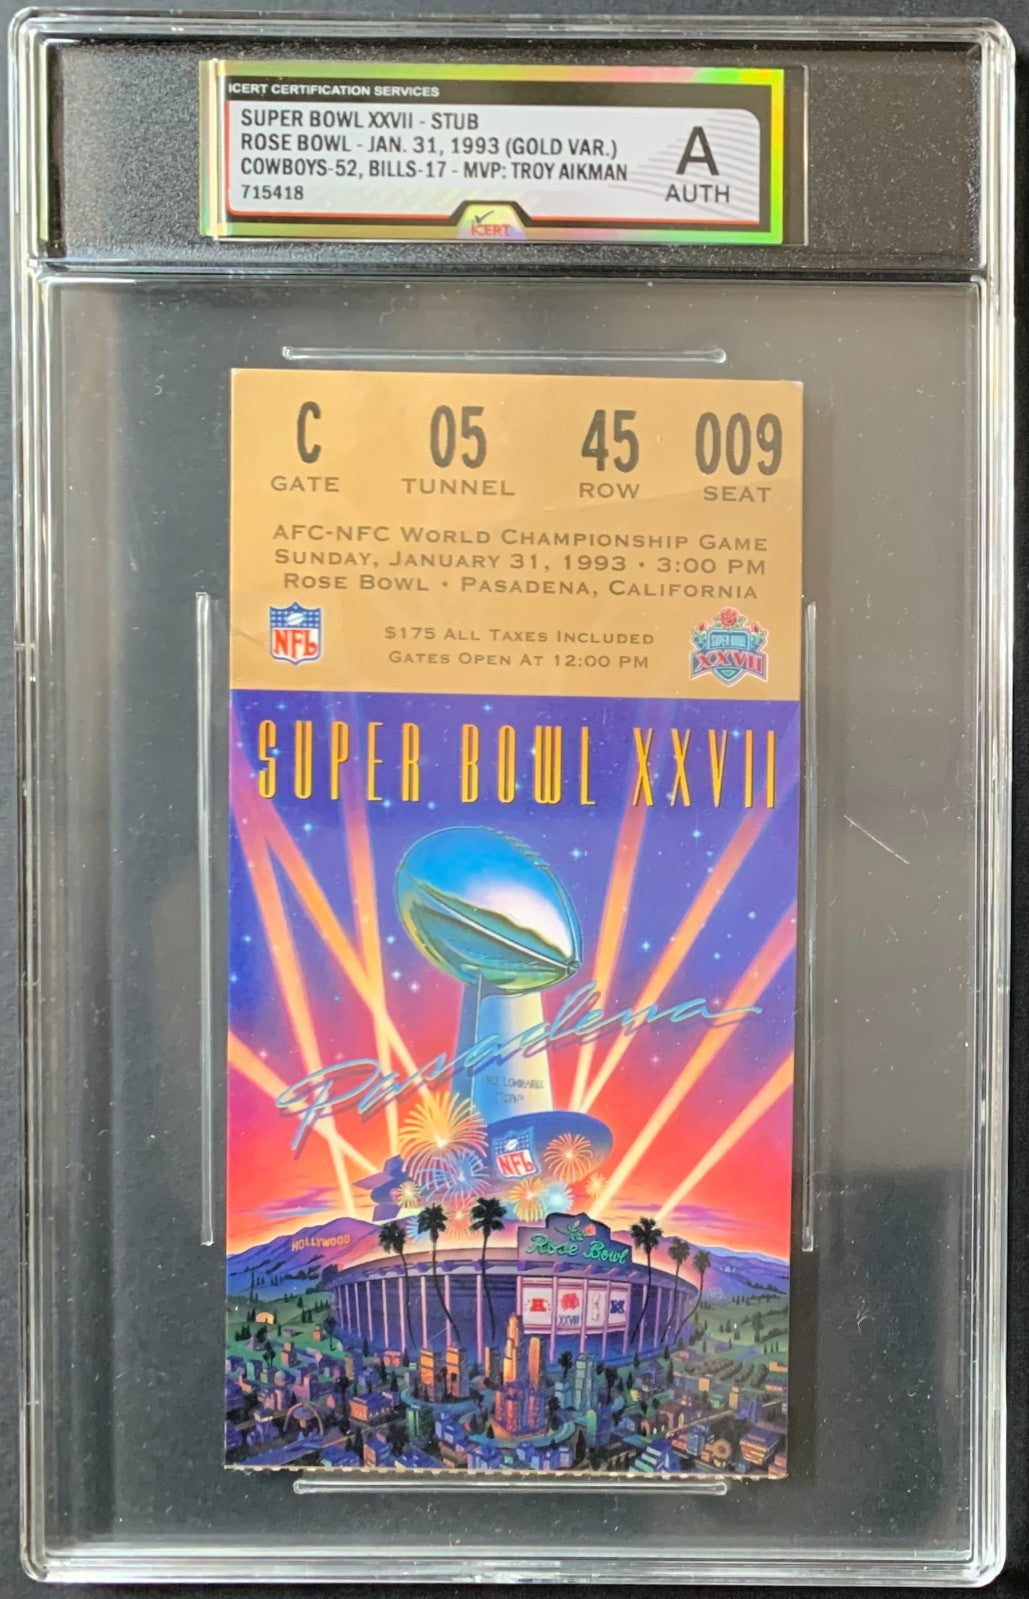 ICERT CERTIFICATION SERVICES
SUPER BOWL XXVII - STUB
ROSE BOWL - JAN. 31, 1993 (GOLD VAR.)
COWBOYS-52, BILLS-17 - MVP: TROY AIKMAN
715418
A
AUTH
ICERT
C 05 45 009
GATE TUNNEL ROW SEAT
AFC-NFC WORLD CHAMPIONSHIP GAME
SUNDAY, JANUARY 31, 1993 • 3:00 PM
ROSE BOWL • PASADENA, CALIFORNIA
NFL
$175 ALL TAXES INCLUDED
GATES OPEN AT 12:00 PM
SUPER BOWL
XXVII
SUPER BOWL XXVII
Pasadena
LOMBARDI
NFL
HOLLYWOOD
Rose Bowl
A
XXVII
N